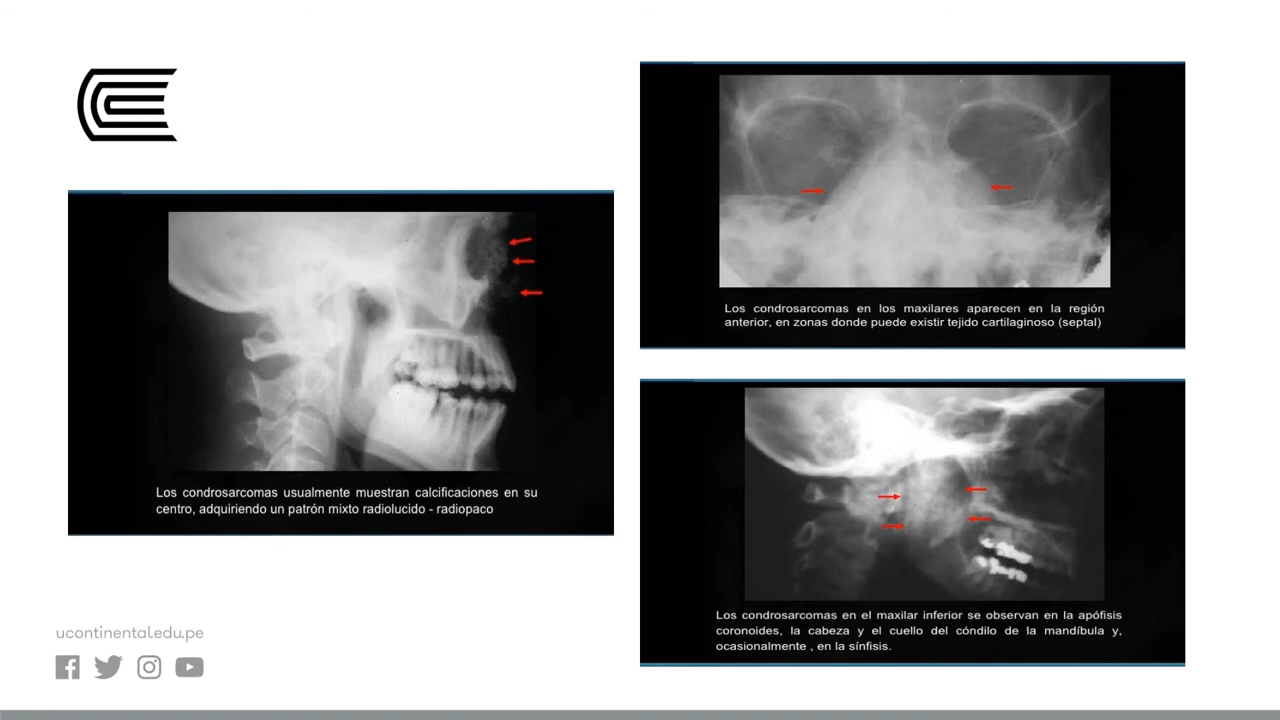 Los condrosarcomas usualmente muestran calcificaciones en su
centro, adquiriendo un patrón mixto radiolucido - radiopaco
Los condrosarcomas en los maxilares aparecen en la región
anterior, en zonas donde puede existir tejido cartilaginoso (septal)
Los condrosarcomas en el maxilar inferior se observan en la apófisis
coronoides, la cabeza y el cuello del cóndilo de la mandíbula y,
ocasionalmente , en la sínfisis.
ucontinental.edu.pe